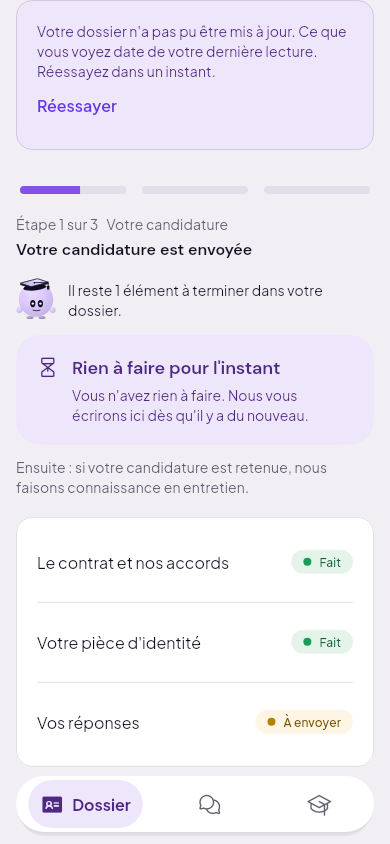 Votre dossier n'a pas pu être mis à jour. Ce que
vous voyez date de votre dernière lecture.
Réessayez dans un instant.
Réessayer
Étape 1 sur 3 Votre candidature
Votre candidature est envoyée
Il reste 1 élément à terminer dans votre
dossier.
Rien à faire pour l'instant
Vous n'avez rien à faire. Nous vous
écrirons ici dès qu'il y a du nouveau.
Ensuite : si votre candidature est retenue, nous
faisons connaissance en entretien.
Le contrat et nos accords
Fait
Votre pièce d'identité
Fait
Vos réponses
À envoyer
Dossier